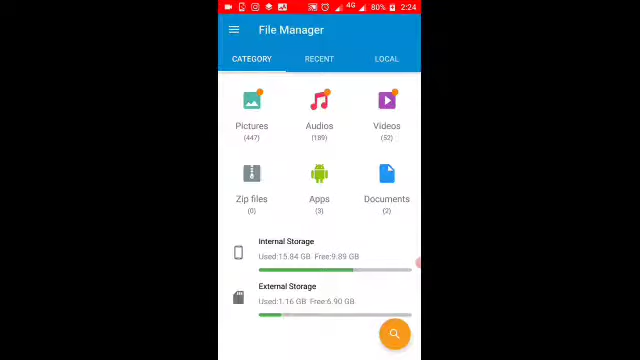 4G 80% 2:24
File Manager
CATEGORY RECENT LOCAL
Pictures Audios Videos
(447) (189) (52)
Zip files Apps Documents
(0) (3) (2)
Internal Storage
Used:15.84 GB Free:9.89 GB
External Storage
Used:1.16 GB Free:6.90 GB